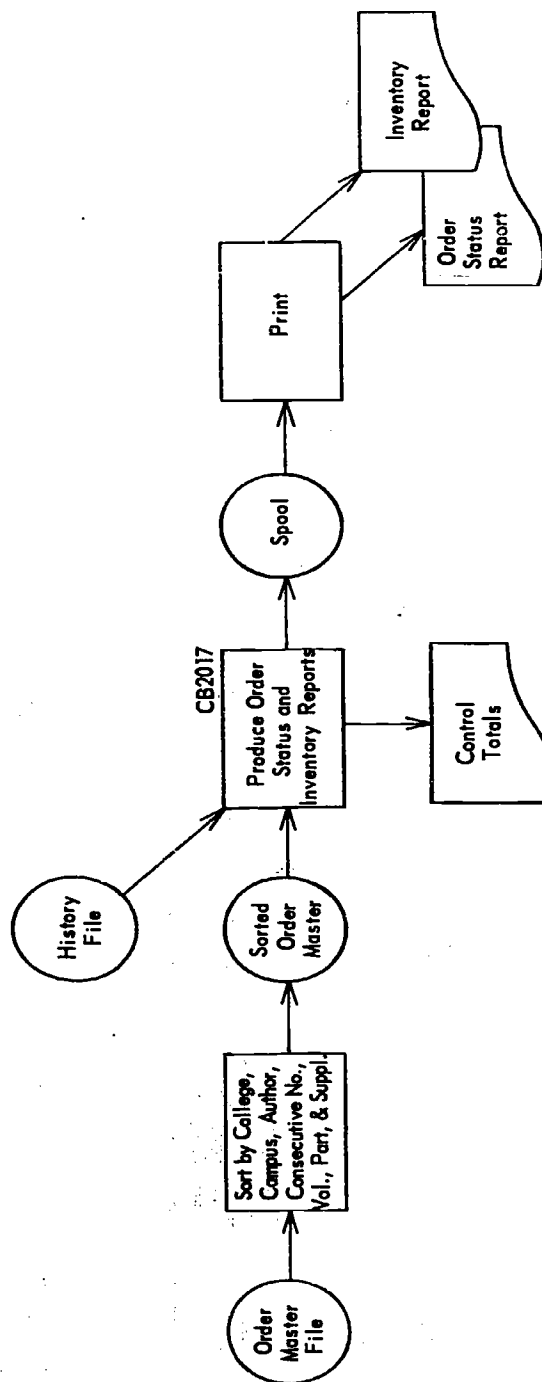 Order
Master
File
Sort by College,
Campus, Author,
Consecutive No.,
Vol., Part, & Suppl.
History
File
Sorted
Order
Master
CB2017
Produce Order
Status and
Inventory Reports
Control
Totals
Spool
Print
Order
Status
Report
Inventory
Report